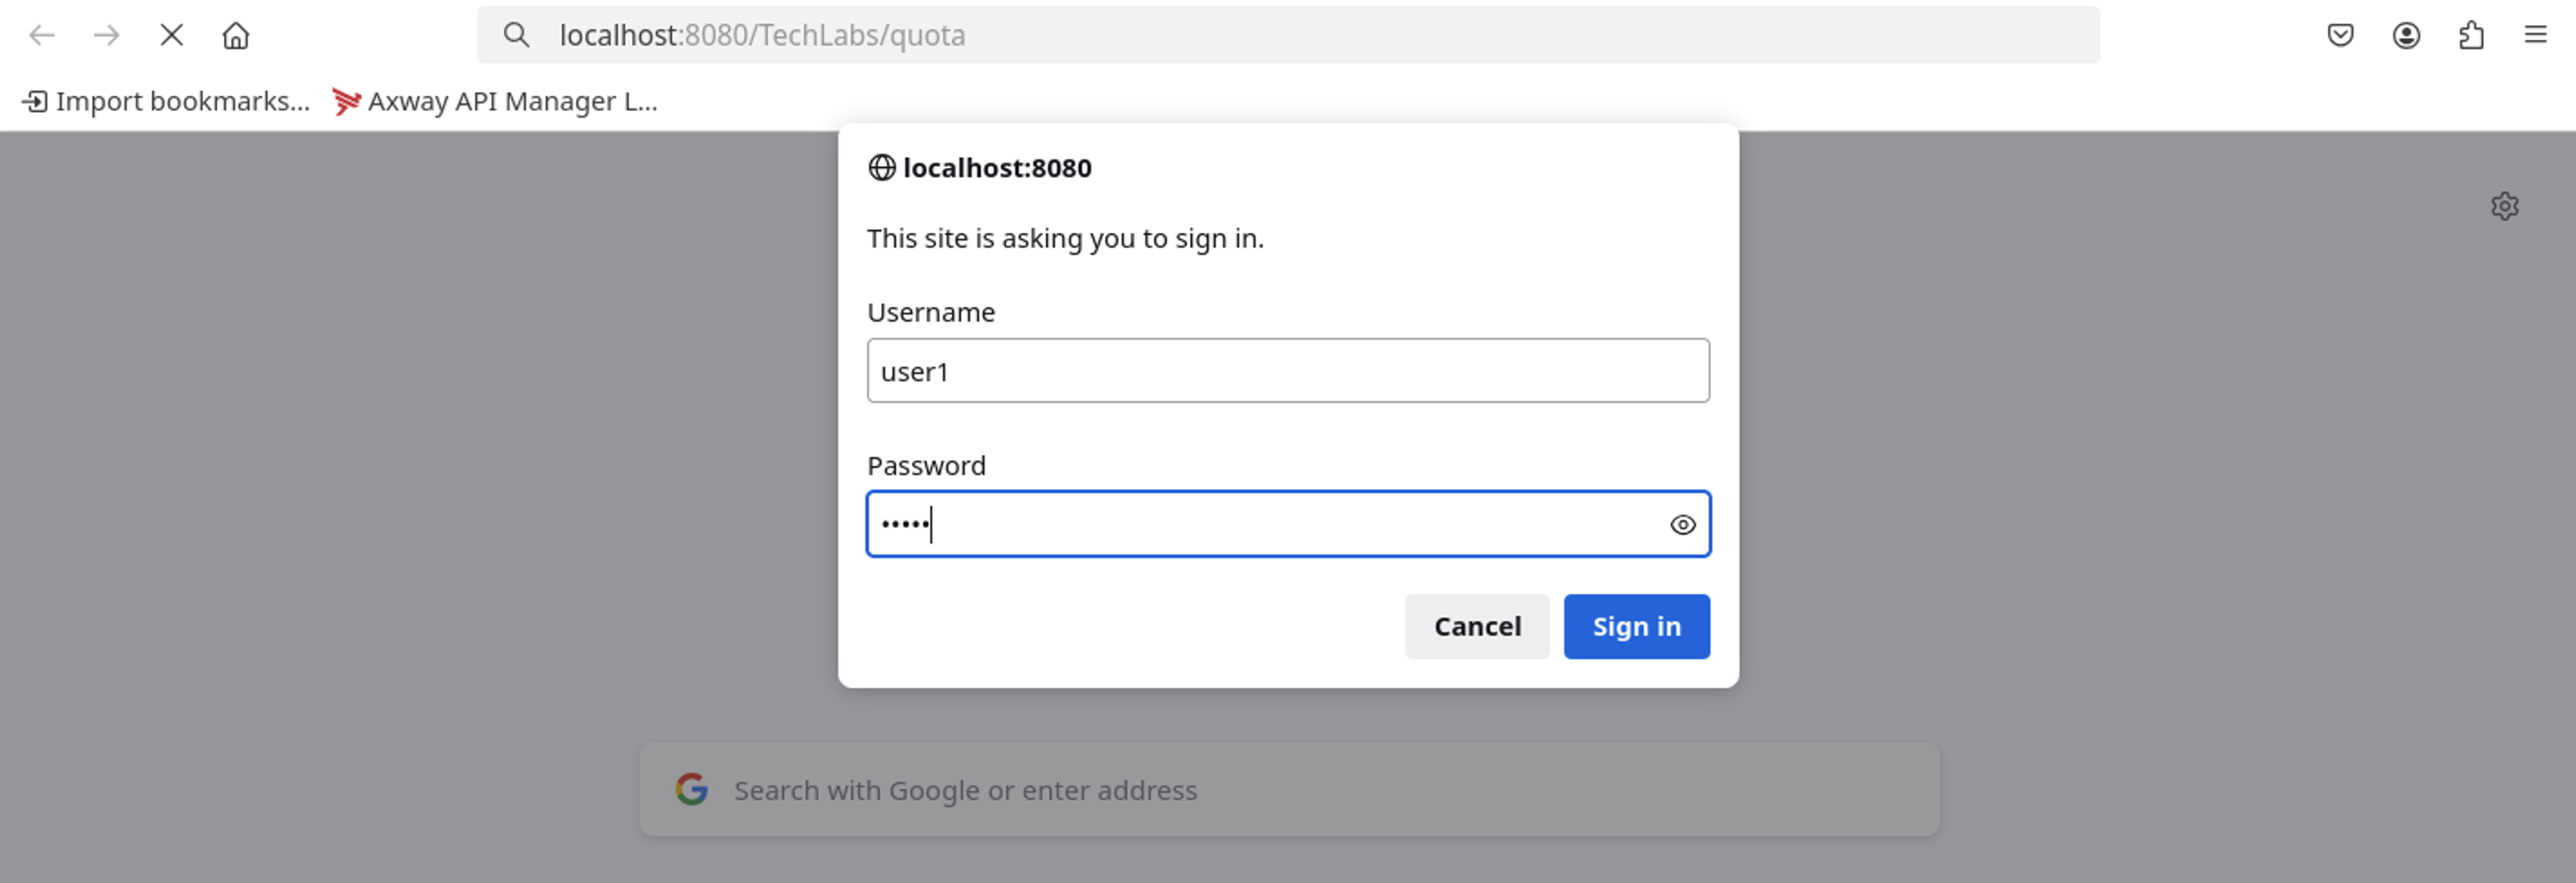 localhost:8080/TechLabs/quota
Import bookmarks... Axway API Manager L...
localhost:8080
This site is asking you to sign in.
Username
user1
Password
•••••
Cancel Sign in
Search with Google or enter address